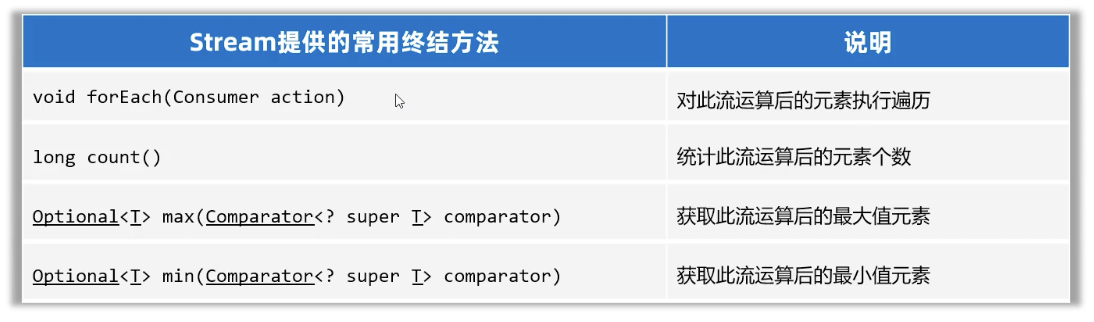 Stream提供的常用终结方法 说明
void forEach(Consumer action) 对此流运算后的元素执行遍历
long count() 统计此流运算后的元素个数
Optional<T> max(Comparator<? super T> comparator) 获取此流运算后的最大值元素
Optional<T> min(Comparator<? super T> comparator) 获取此流运算后的最小值元素